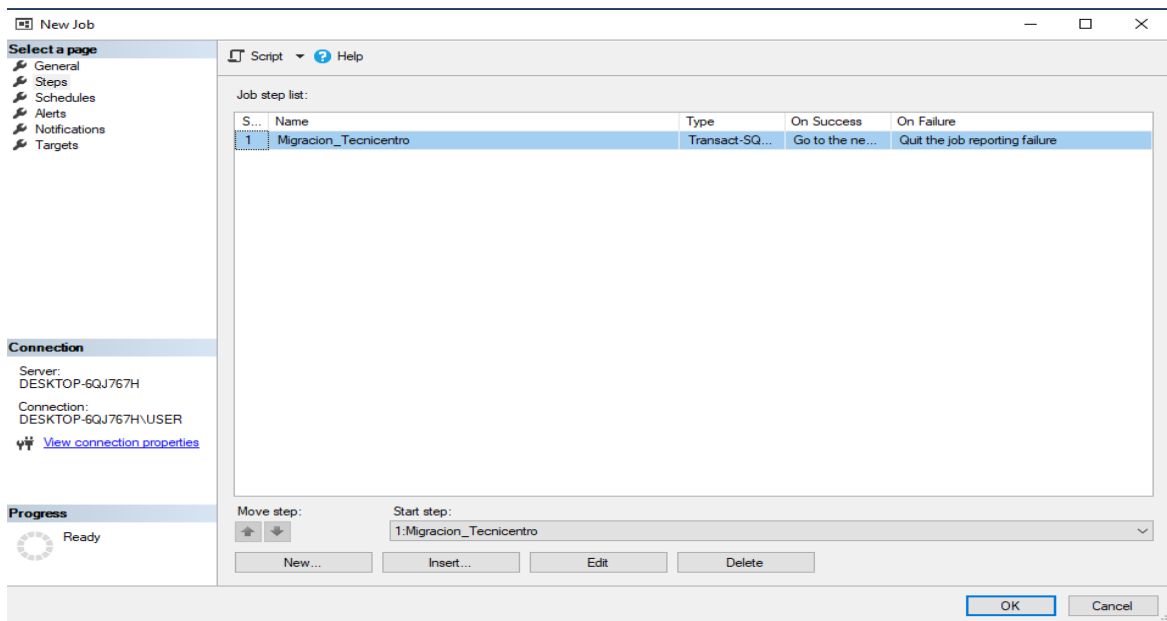 New Job
Select a page
General
Steps
Schedules
Alerts
Notifications
Targets
Script Help
Job step list:
S... Name Type On Success On Failure
1 Migracion_Tecnicentro Transact-SQ... Go to the ne... Quit the job reporting failure
Connection
Server:
DESKTOP-6QJ767H
Connection:
DESKTOP-6QJ767H\USER
View connection properties
Progress
Ready
Move step: Start step:
1:Migracion_Tecnicentro
New... Insert... Edit Delete
OK Cancel